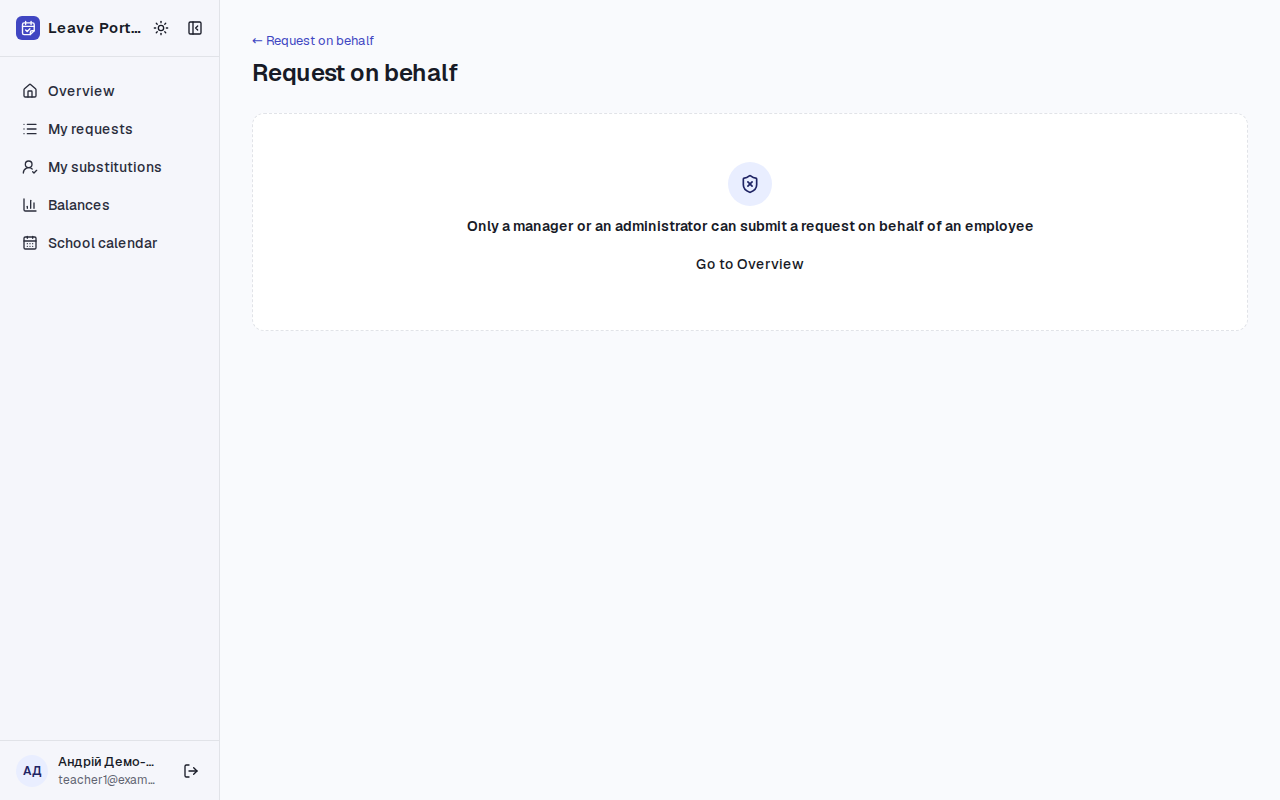 Leave Port…
Overview
My requests
My substitutions
Balances
School calendar
АД
Андрій Демо-…
teacher1@exam…
← Request on behalf
Request on behalf
Only a manager or an administrator can submit a request on behalf of an employee
Go to Overview